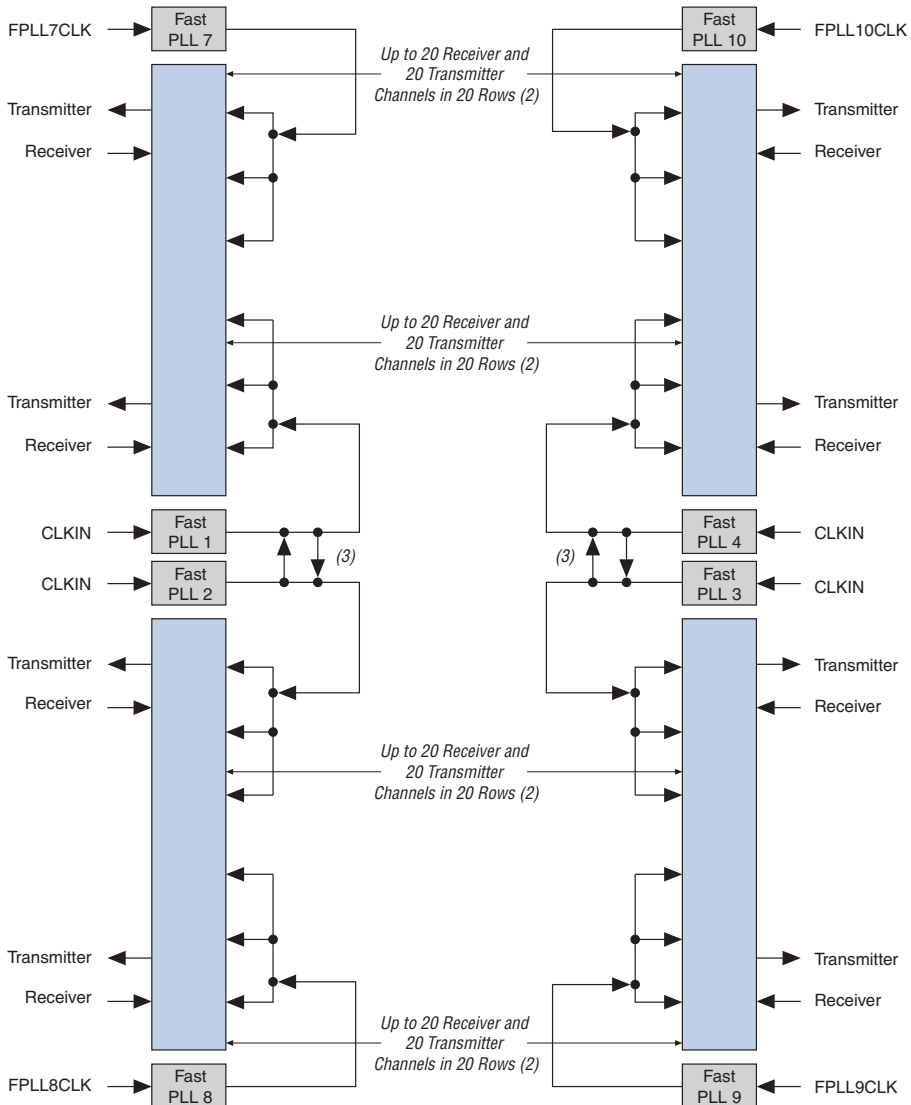 FPLL7CLK
Fast
PLL 7
Fast
PLL 10
FPLL10CLK
Up to 20 Receiver and
20 Transmitter
Channels in 20 Rows (2)
Transmitter
Transmitter
Receiver
Receiver
Up to 20 Receiver and
20 Transmitter
Channels in 20 Rows (2)
Transmitter
Transmitter
Receiver
Receiver
CLKIN
Fast
PLL 1
(3)
(3)
Fast
PLL 4
CLKIN
CLKIN
Fast
PLL 2
Fast
PLL 3
CLKIN
Transmitter
Transmitter
Receiver
Receiver
Up to 20 Receiver and
20 Transmitter
Channels in 20 Rows (2)
Transmitter
Transmitter
Receiver
Receiver
Up to 20 Receiver and
20 Transmitter
Channels in 20 Rows (2)
FPLL8CLK
Fast
PLL 8
Fast
PLL 9
FPLL9CLK